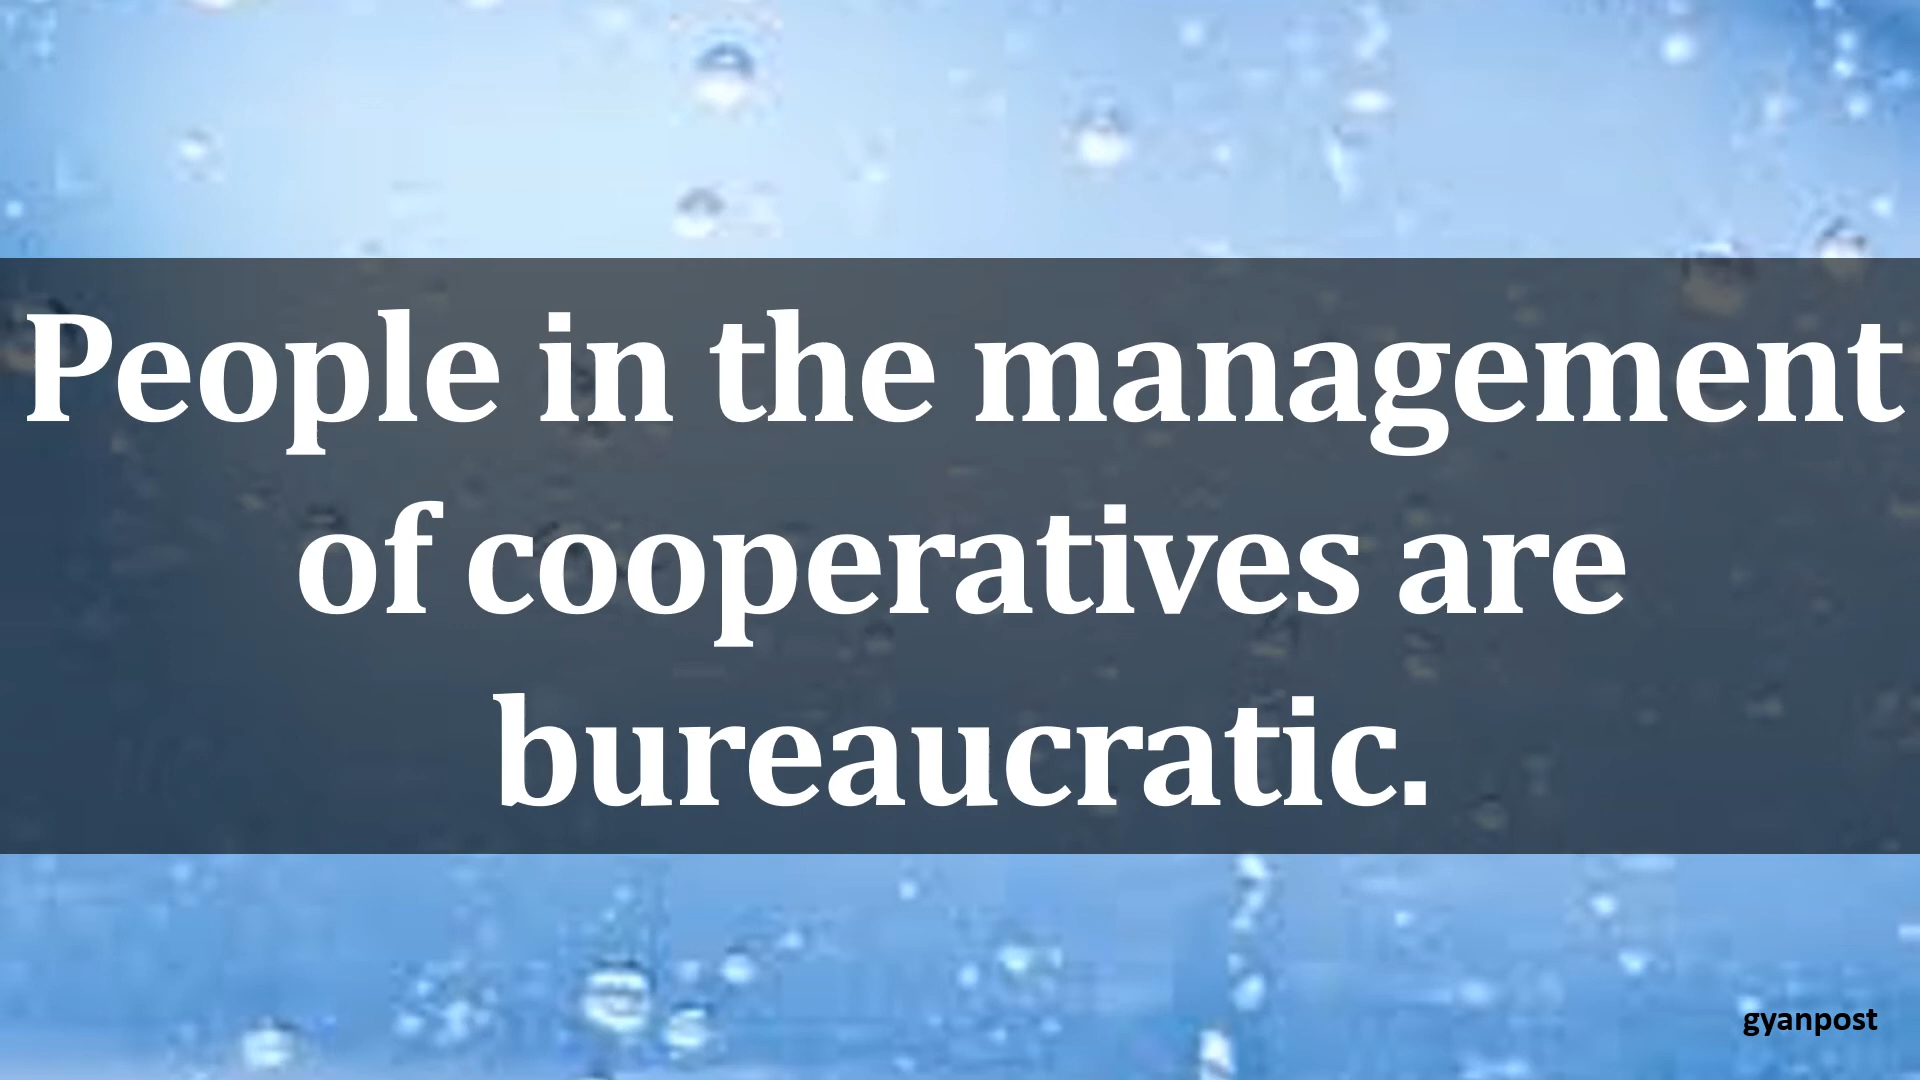 People in the management
of cooperatives are
bureaucratic.
gyanpost